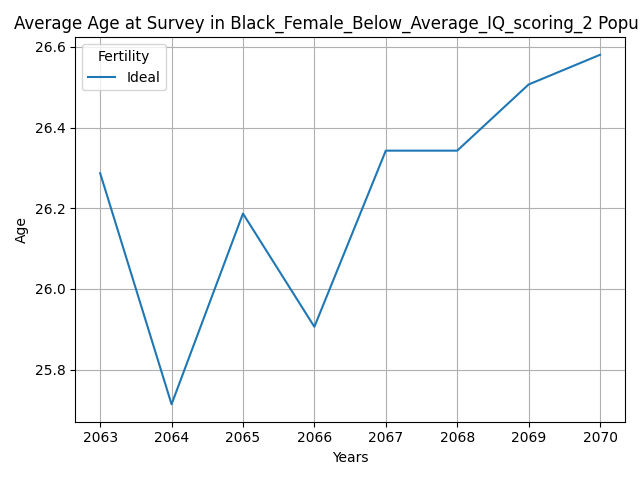 Average Age at Survey in Black_Female_Below_Average_IQ_scoring_2 Popu
Fertility
Ideal
26.6
26.4
26.2
26.0
25.8
Age
2063 2064 2065 2066 2067 2068 2069 2070
Years